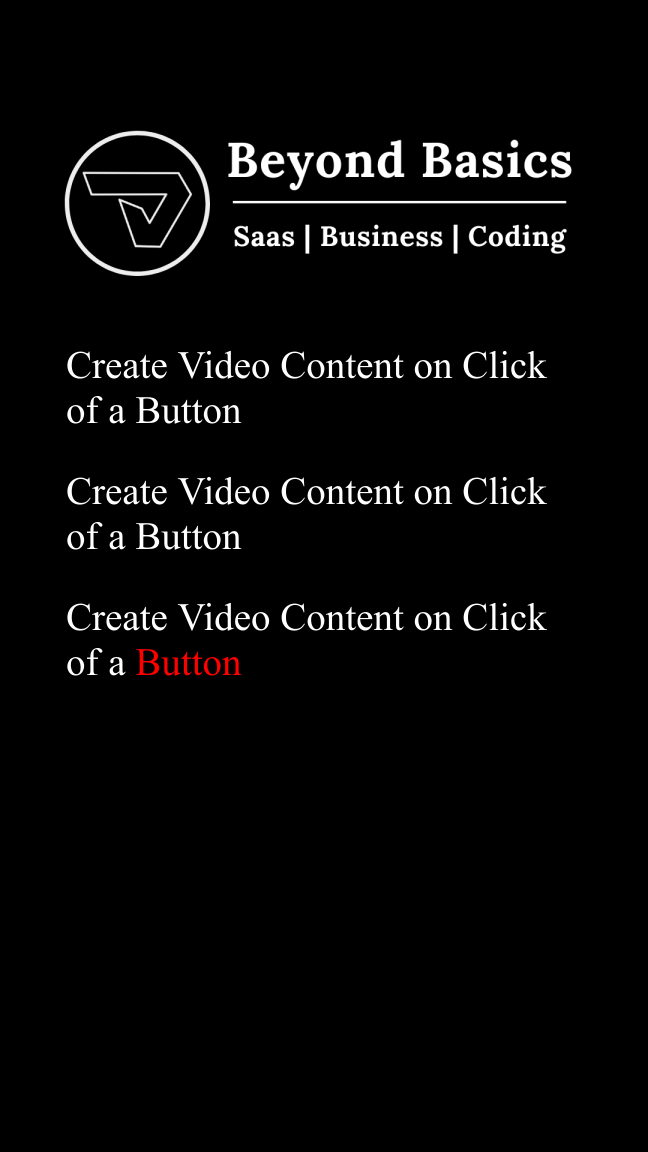 Beyond Basics
Saas | Business | Coding
Create Video Content on Click
of a Button
Create Video Content on Click
of a Button
Create Video Content on Click
of a Button